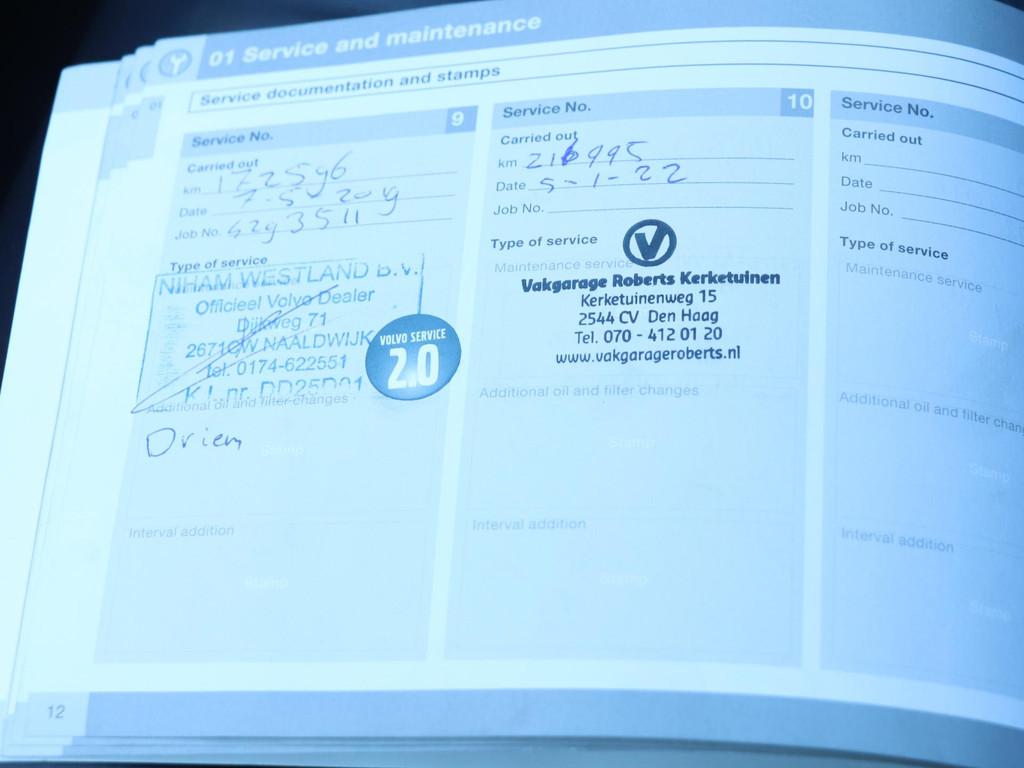 01 Service and maintenance
Service documentation and stamps
Service No. 9
Carried out
km 172596
Date 7-5-2019
Job No. 6293511
Type of service
NIHAM WESTLAND B.V.
Officieel Volvo Dealer
Dijkweg 71
2671GW NAALDWIJK
tel. 0174-622551
VOLVO SERVICE
2.0
Additional oil and filter changes
Stamp
Interval addition
Stamp
Service No. 10
Carried out
km 216995
Date 5-1-22
Job No.
Type of service
V
Maintenance service
Vakgarage Roberts Kerketuinen
Kerketuinenweg 15
2544 CV Den Haag
Tel. 070 - 412 01 20
www.vakgarageroberts.nl
Additional oil and filter changes
Stamp
Interval addition
Stamp
Service No.
Carried out
km
Date
Job No.
Type of service
Maintenance service
Stamp
Additional oil and filter chan
Stamp
Interval addition
Stamp
12